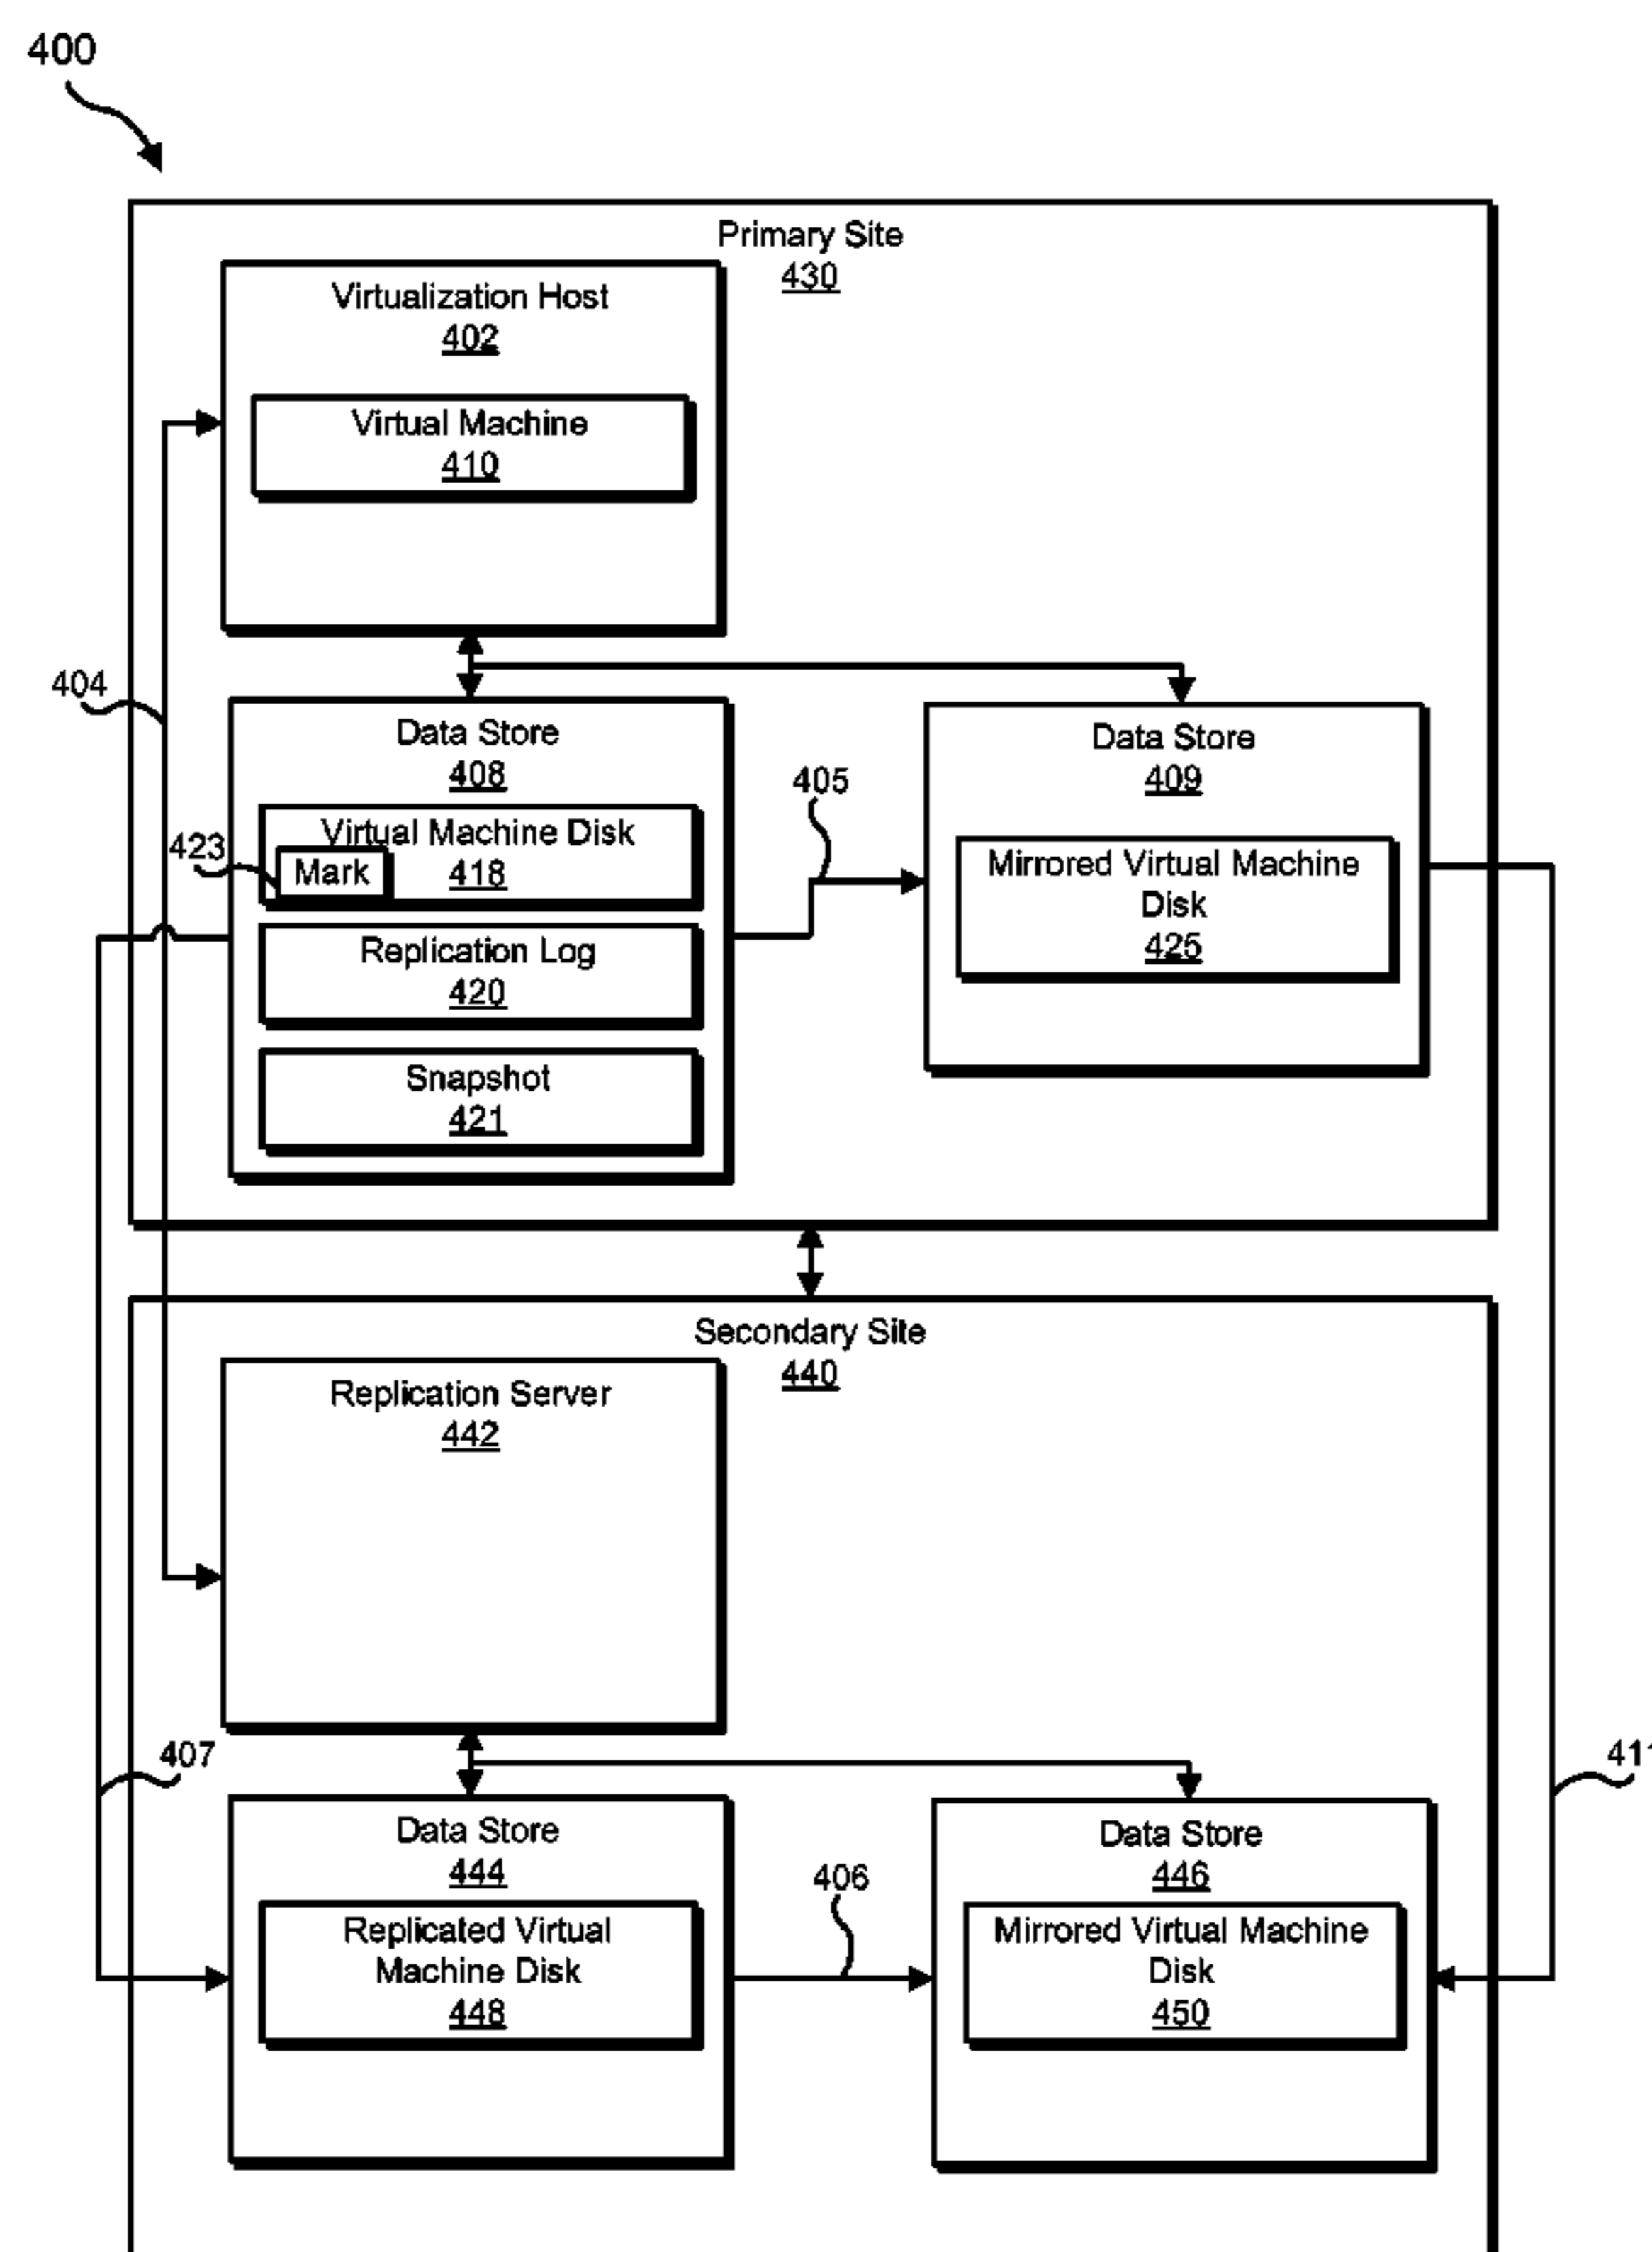 400
Primary Site
430
Virtualization Host
402
Virtual Machine
410
404
Data Store
408
Virtual Machine Disk
418
423
Mark
Replication Log
420
Snapshot
421
405
Data Store
409
Mirrored Virtual Machine
Disk
425
Secondary Site
440
Replication Server
442
407
411
Data Store
444
Replicated Virtual
Machine Disk
448
406
Data Store
446
Mirrored Virtual Machine
Disk
450